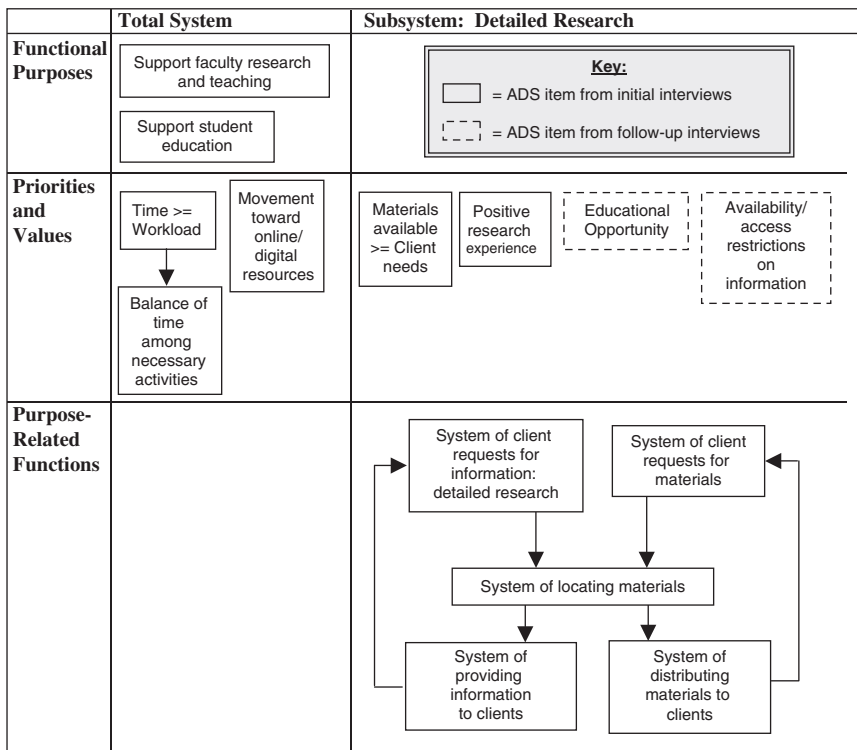 Total System
Subsystem: Detailed Research
Functional
Purposes
Support faculty research
and teaching
Support student
education
Key:
= ADS item from initial interviews
= ADS item from follow-up interviews
Priorities
and
Values
Time >=
Workload
Movement
toward
online/
digital
resources
Balance of
time
among
necessary
activities
Materials
available
>= Client
needs
Positive
research
experience
Educational
Opportunity
Availability/
access
restrictions
on
information
Purpose-
Related
Functions
System of client
requests for
information:
detailed research
System of client
requests for
materials
System of locating materials
System of
providing
information
to clients
System of
distributing
materials to
clients